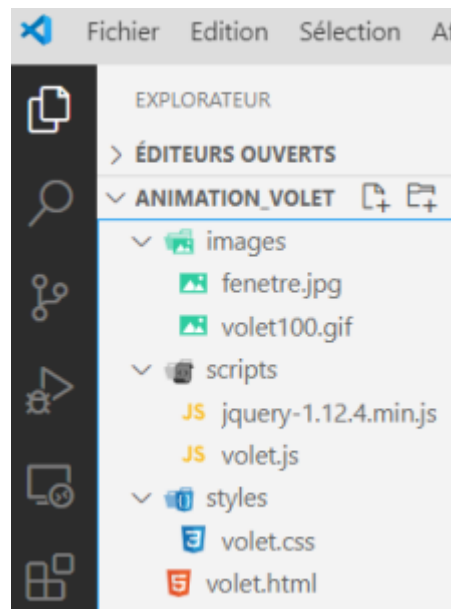 Fichier Edition Sélection
EXPLORATEUR
ÉDITEURS OUVERTS
ANIMATION_VOLET
images
fenetre.jpg
volet100.gif
scripts
JS jquery-1.12.4.min.js
JS volet.js
styles
volet.css
volet.html